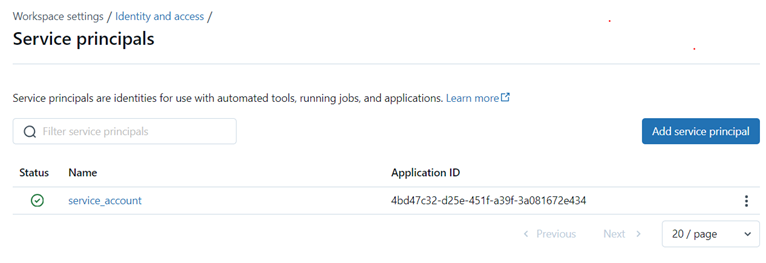 Workspace settings / Identity and access /
Service principals
Service principals are identities for use with automated tools, running jobs, and applications. Learn more
Filter service principals
Add service principal
Status Name Application ID
service_account 4bd47c32-d25e-451f-a39f-3a081672e434
Previous Next 20 / page